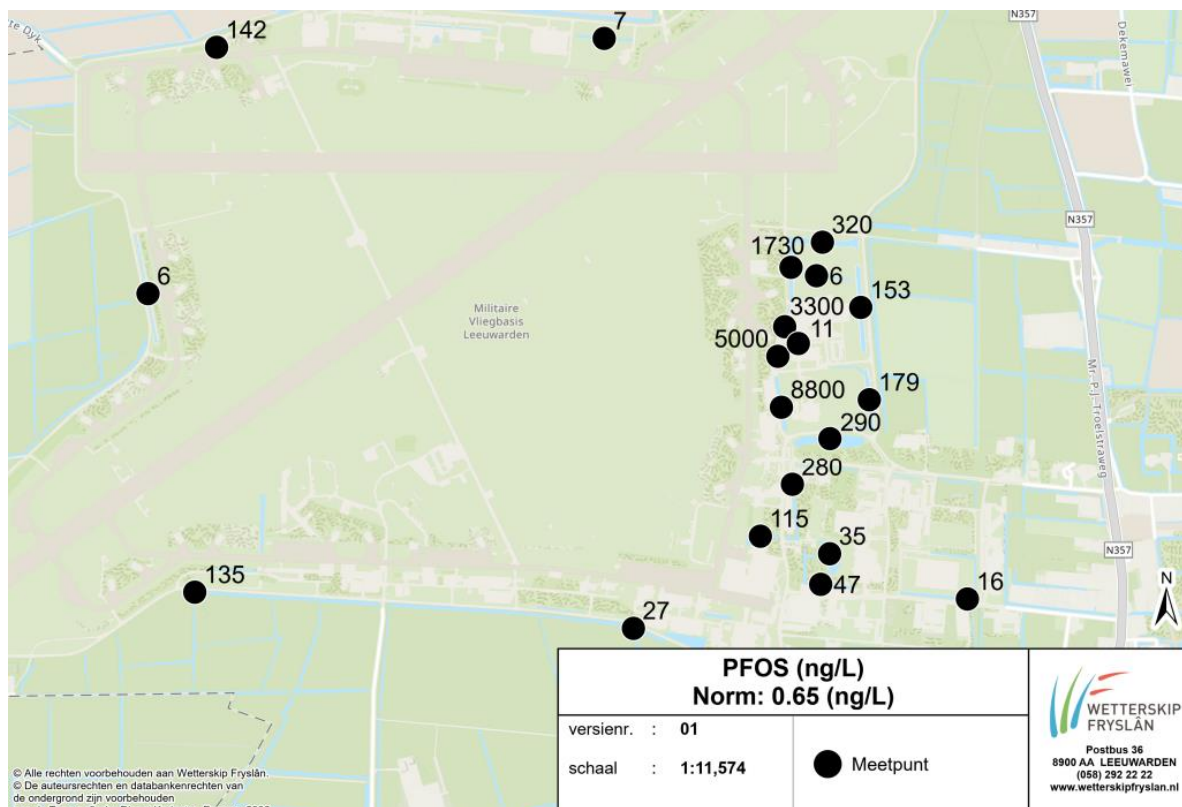 te Dyk
142
7
N357
Dekemawei
N357
320
1730
6
6
153
Militaire
Vliegbasis
Leeuwarden
3300
11
5000
179
8800
Mr. P.J. Troelstraweg
290
280
115
35
N357
135
47
16
N
27
PFOS (ng/L)
Norm: 0.65 (ng/L)
versienr. : 01
schaal : 1:11,574
Meetpunt
WETTERSKIP
FRYSLÂN
Postbus 36
8900 AA LEEUWARDEN
(058) 292 22 22
www.wetterskipfryslan.nl
© Alle rechten voorbehouden aan Wetterskip Fryslân.
© De auteursrechten en databankenrechten van
de ondergrond zijn voorbehouden